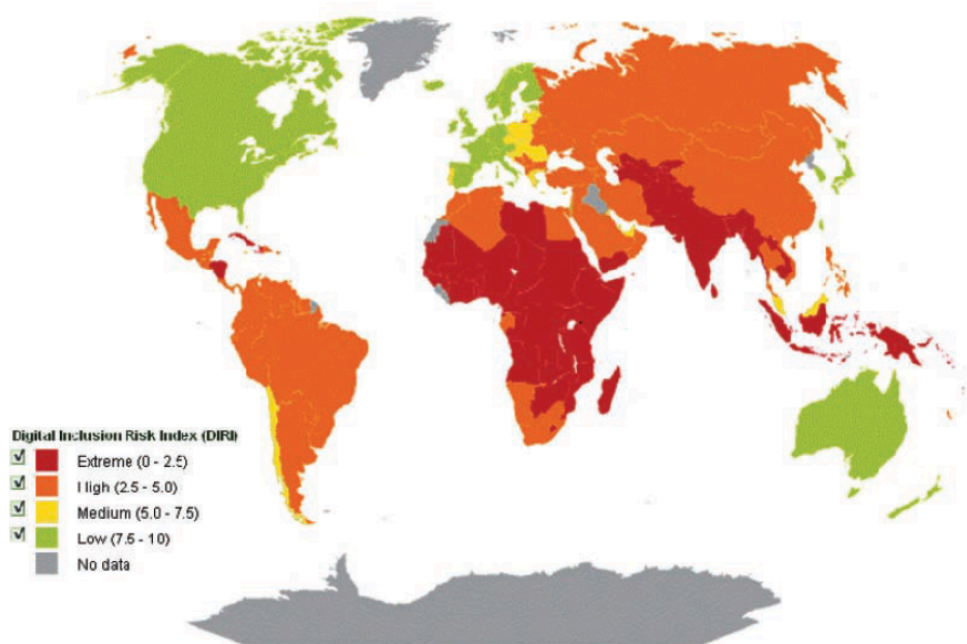 Digital Inclusion Risk Index (DIRI)
Extreme (0 - 2.5)
High (2.5 - 5.0)
Medium (5.0 - 7.5)
Low (7.5 - 10)
No data